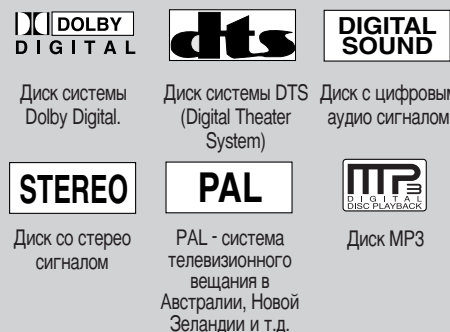 DOLBY
DIGITAL
dts
DIGITAL
SOUND
Диск системы
Dolby Digital.
Диск системы DTS
(Digital Theater
System)
Диск с цифровым
аудио сигналом
STEREO
PAL
MP3
DIGITAL
DISC PLAYBACK
Диск со стерео
сигналом
PAL - система
телевизионного
вещания в
Австралии, Новой
Зеландии и т.д.
Диск MP3